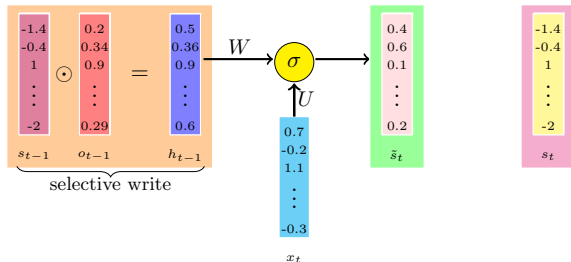 -1.4 0.2 0.5 0.4 -1.4
-0.4 0.34 0.36 W 0.6 -0.4
1 ⊙ 0.9 = 0.9 σ 0.1 1
⋮ ⋮ ⋮ U ⋮ ⋮
-2 0.29 0.6 0.2 -2
s_{t−1} o_{t−1} h_{t−1} s̃_t s_t
selective write
0.7
-0.2
1.1
⋮
-0.3
x_t